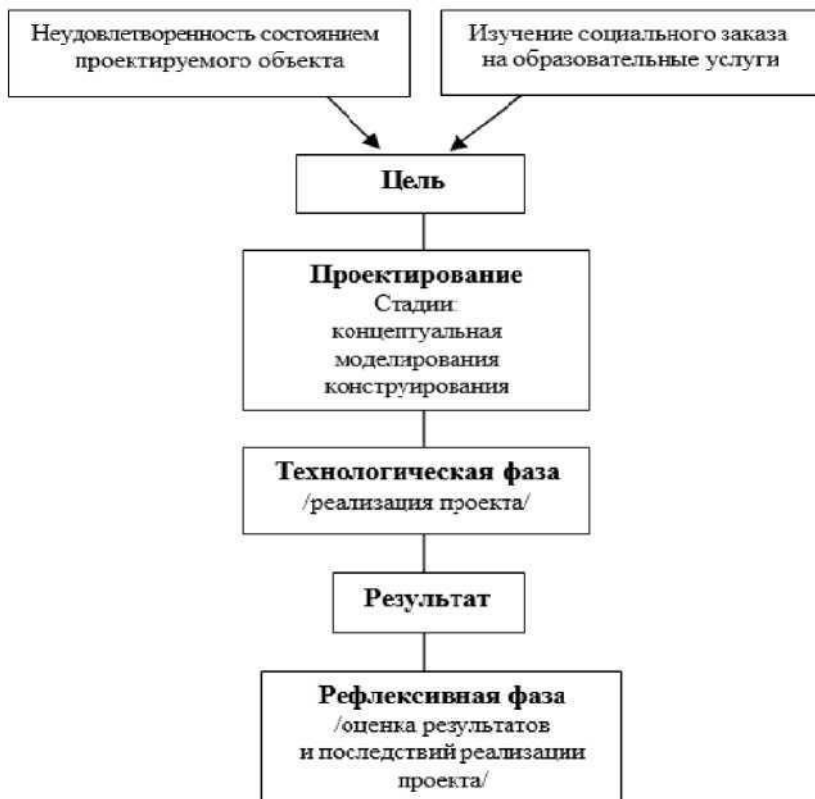 Неудовлетворенность состоянием
проектируемого объекта
Изучение социального заказа
на образовательные услуги
Цель
Проектирование
Стадии:
концептуальная
моделирования
конструирования
Технологическая фаза
/реализация проекта/
Результат
Рефлексивная фаза
/оценка результатов
и последствий реализации
проекта/